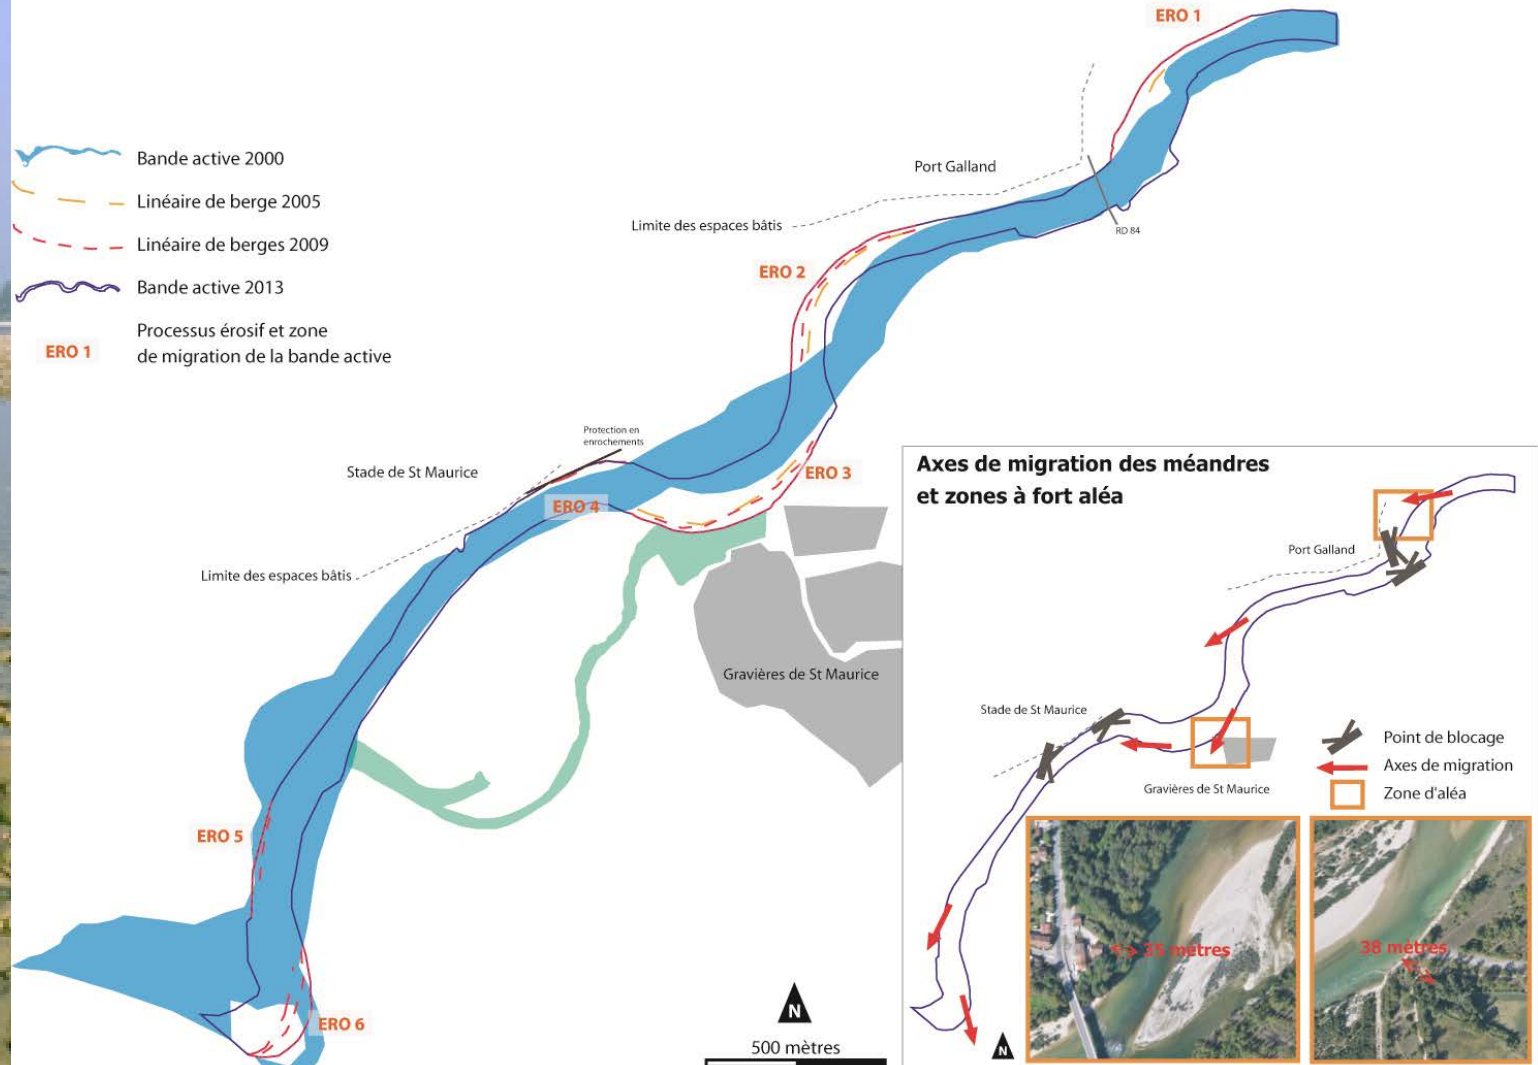 ERO 1
Bande active 2000
Linéaire de berge 2005
Linéaire de berges 2009
Bande active 2013
ERO 1
Processus érosif et zone
de migration de la bande active
Port Galland
Limite des espaces bâtis
RD 84
ERO 2
Protection en
enrochements
Stade de St Maurice
ERO 3
ERO 4
Limite des espaces bâtis
Gravières de St Maurice
ERO 5
ERO 6
N
500 mètres
Axes de migration des méandres
et zones à fort aléa
Port Galland
Stade de St Maurice
Gravières de St Maurice
Point de blocage
Axes de migration
Zone d'aléa
35 mètres
38 mètres
N